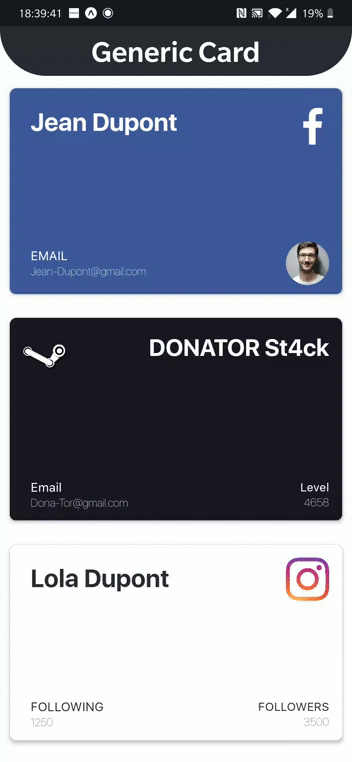 18:39:41 19%
Generic Card
Jean Dupont
EMAIL
Jean-Dupont@gmail.com
DONATOR St4ck
Email Level
Dona-Tor@gmail.com 4658
Lola Dupont
FOLLOWING FOLLOWERS
1250 3500